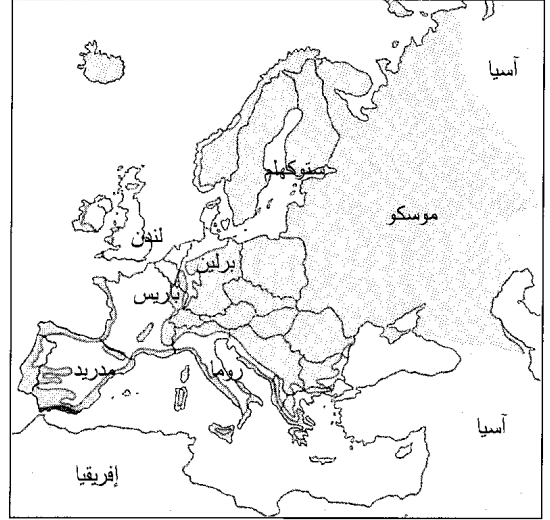 آسيا
ستوكهلم
موسكو
لندن
برلين
باريس
مدريد
روما
آسيا
إفريقيا